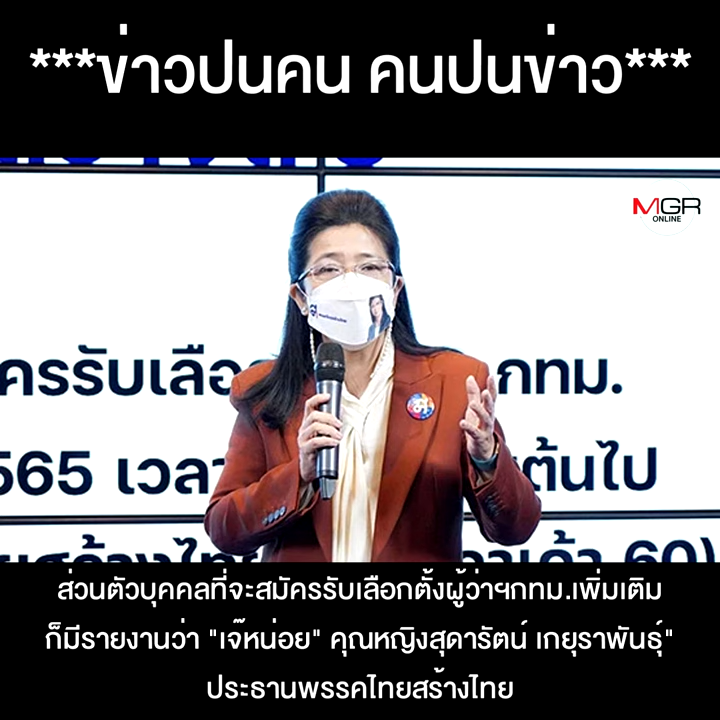 ***ข่าวปนคน คนปนข่าว***
MGR
ONLINE
ครรับเลือ กทม.
565 เวลา ต้นไป
ส่วนตัวบุคคลที่จะสมัครรับเลือกตั้งผู้ว่าฯกทม.เพิ่มเติม
ก็มีรายงานว่า "เจ๊หน่อย" คุณหญิงสุดารัตน์ เกยุราพันธุ์"
ประธานพรรคไทยสร้างไทย